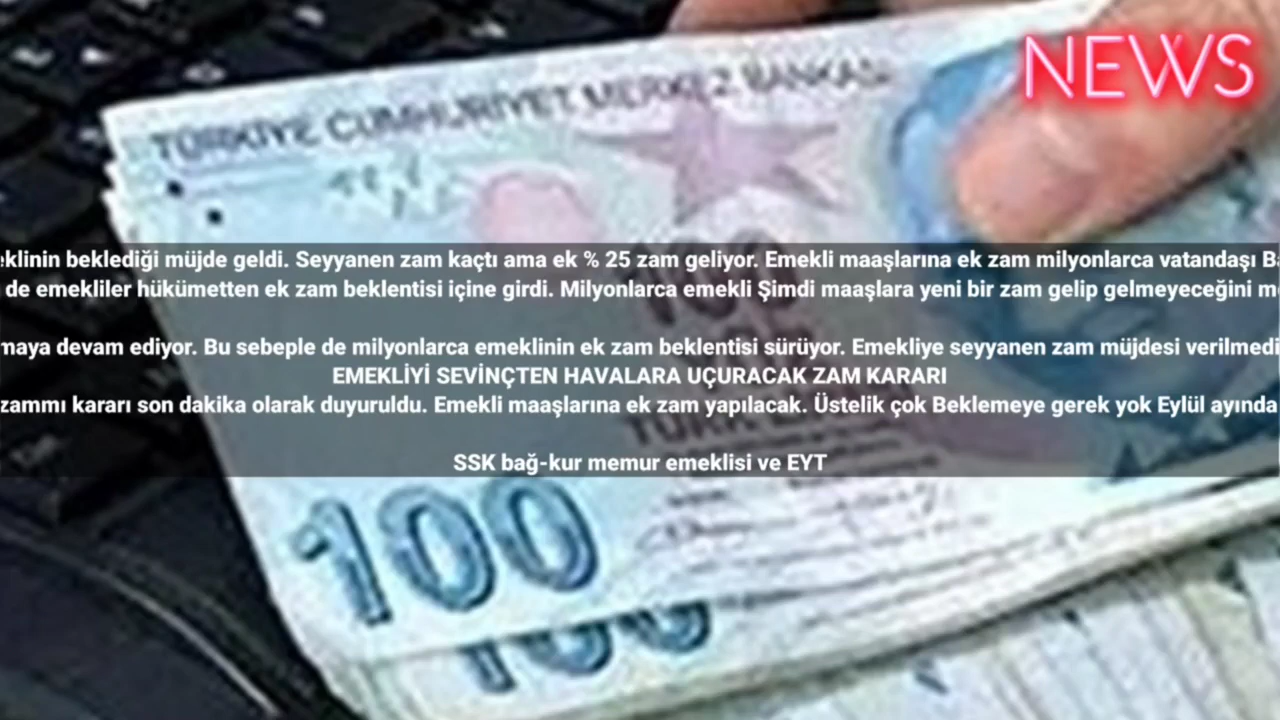 NEWS
TÜRKİYE CUMHURİYET MERKEZ BANKASI
eklinin beklediği müjde geldi. Seyyanen zam kaçtı ama ek % 25 zam geliyor. Emekli maaşlarına ek zam milyonlarca vatandaşı Ba
de emekliler hükümetten ek zam beklentisi içine girdi. Milyonlarca emekli Şimdi maaşlara yeni bir zam gelip gelmeyeceğini me
maya devam ediyor. Bu sebeple de milyonlarca emeklinin ek zam beklentisi sürüyor. Emekliye seyyanen zam müjdesi verilmedi
EMEKLİYİ SEVİNÇTEN HAVALARA UÇURACAK ZAM KARARI
zammı kararı son dakika olarak duyuruldu. Emekli maaşlarına ek zam yapılacak. Üstelik çok Beklemeye gerek yok Eylül ayında
SSK bağ-kur memur emeklisi ve EYT
100
100